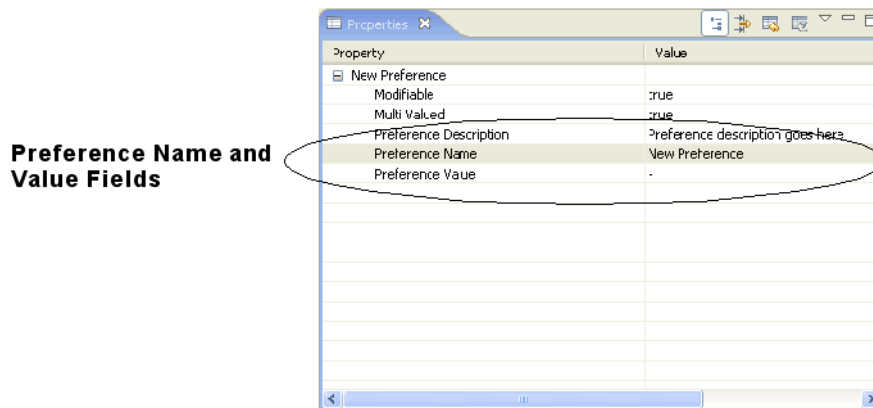 Properties
Property Value
New Preference
Modifiable true
Multi Valued true
Preference Description Preference description goes here
Preference Name and
Value Fields
Preference Name New Preference
Preference Value -